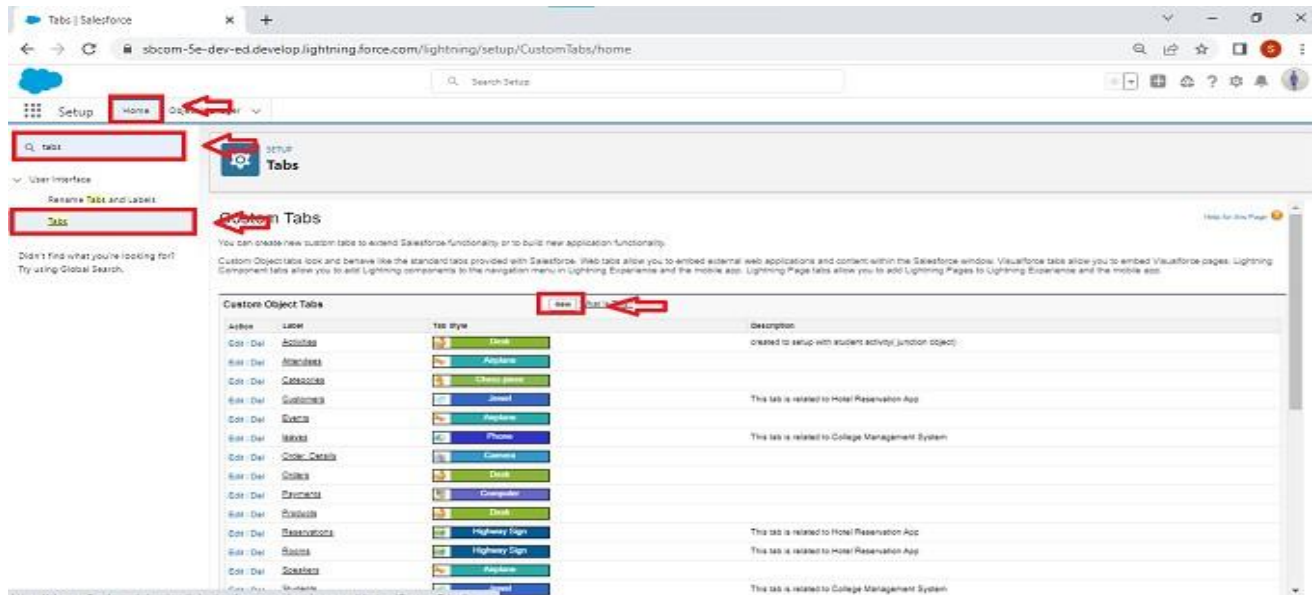 Tabs | Salesforce
sbcom-5e-dev-ed.develop.lightning.force.com/lightning/setup/CustomTabs/home
S
Search Setup
Setup Home
tabs
SETUP
Tabs
User Interface
Rename Tabs and Labels
Tabs
Didn't find what you're looking for?
Try using Global Search.
Custom Tabs
Help for this Page
You can create new custom tabs to extend Salesforce functionality or to build new application functionality.
Custom Object tabs look and behave like the standard tabs provided with Salesforce. Web tabs allow you to embed external web applications and content within the Salesforce window. Visualforce tabs allow you to embed Visualforce pages. Lightning
Component tabs allow you to add Lightning components to the navigation menu in Lightning Experience and the mobile app. Lightning Page tabs allow you to add Lightning Pages to Lightning Experience and the mobile app.
Custom Object Tabs New What Is
Action Label Tab Style Description
Edit | Del Activities Desk created to setup with student activity( junction object)
Edit | Del Attendees Airplane
Edit | Del Categories Chess piece
Edit | Del Customers Jewel This tab is related to Hotel Reservation App
Edit | Del Events Airplane
Edit | Del Phone This tab is related to College Management System
Edit | Del Order_Details Camera
Edit | Del Orders Desk
Edit | Del Payments Computer
Edit | Del Products Desk
Edit | Del Reservations Highway Sign This tab is related to Hotel Reservation App
Edit | Del Rooms Highway Sign This tab is related to Hotel Reservation App
Edit | Del Speakers Airplane
Edit | Del Students Jewel This tab is related to College Management System